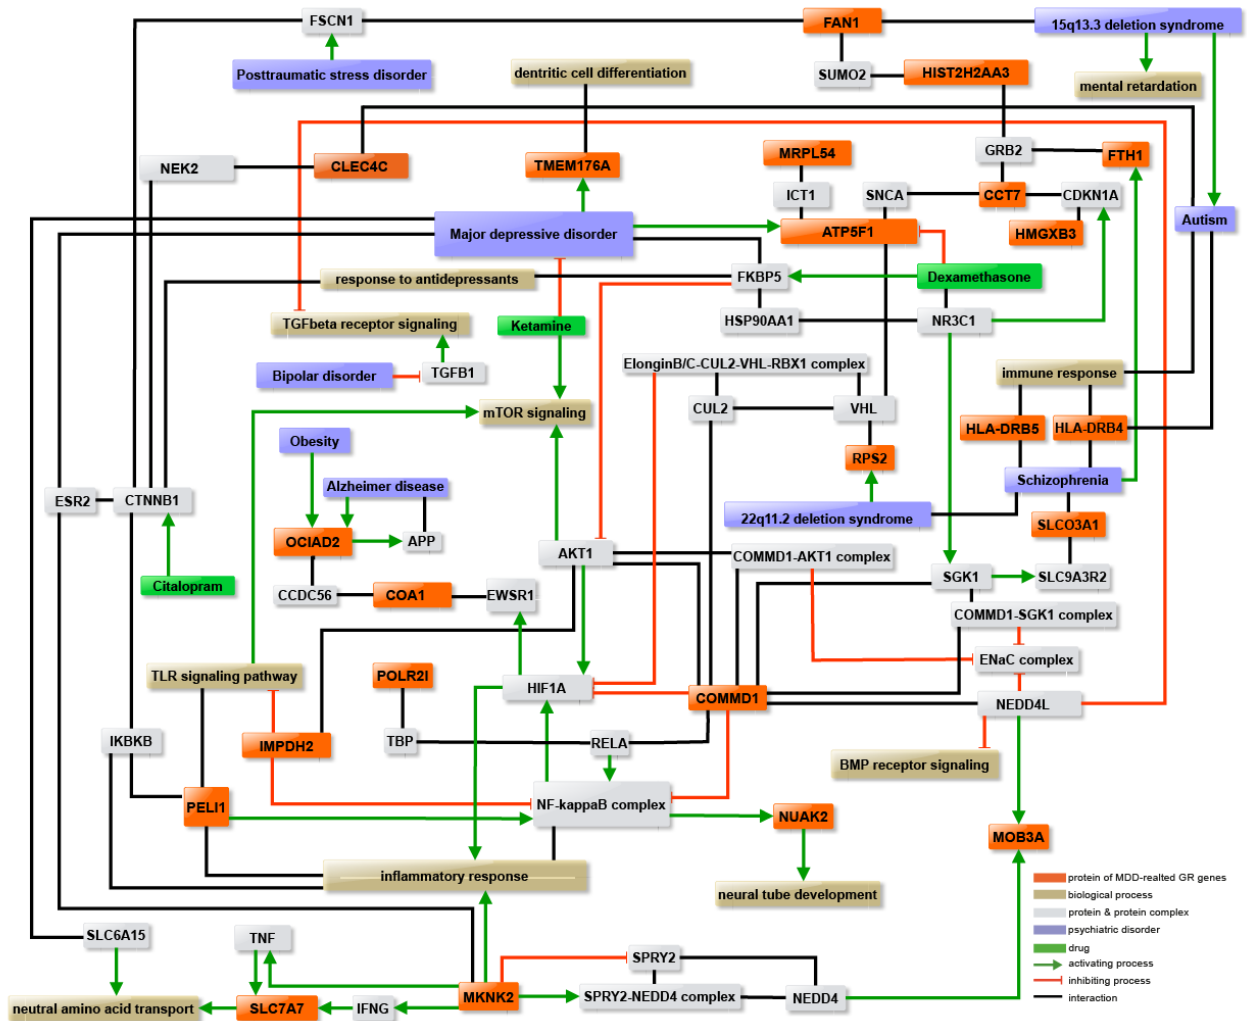 FSCN1
FAN1
15q13.3 deletion syndrome
Posttraumatic stress disorder
dentritic cell differentiation
SUMO2
HIST2H2AA3
mental retardation
NEK2
CLEC4C
TMEM176A
MRPL54
GRB2
FTH1
ICT1
SNCA
CCT7
CDKN1A
Autism
Major depressive disorder
ATP5F1
HMGXB3
response to antidepressants
FKBP5
Dexamethasone
TGFbeta receptor signaling
Ketamine
HSP90AA1
NR3C1
Bipolar disorder
TGFB1
ElonginB/C-CUL2-VHL-RBX1 complex
immune response
mTOR signaling
CUL2
VHL
HLA-DRB5
HLA-DRB4
Obesity
RPS2
Alzheimer disease
Schizophrenia
ESR2
CTNNB1
22q11.2 deletion syndrome
SLCO3A1
OCIAD2
APP
AKT1
COMMD1-AKT1 complex
Citalopram
CCDC56
COA1
EWSR1
SGK1
SLC9A3R2
COMMD1-SGK1 complex
ENaC complex
TLR signaling pathway
POLR2I
HIF1A
COMMD1
NEDD4L
IKBKB
IMPDH2
TBP
RELA
BMP receptor signaling
PELI1
NF-kappaB complex
NUAK2
MOB3A
inflammatory response
neural tube development
protein of MDD-realted GR genes
biological process
protein & protein complex
psychiatric disorder
drug
activating process
inhibiting process
interaction
SLC6A15
TNF
SPRY2
MKNK2
SPRY2-NEDD4 complex
NEDD4
neutral amino acid transport
SLC7A7
IFNG